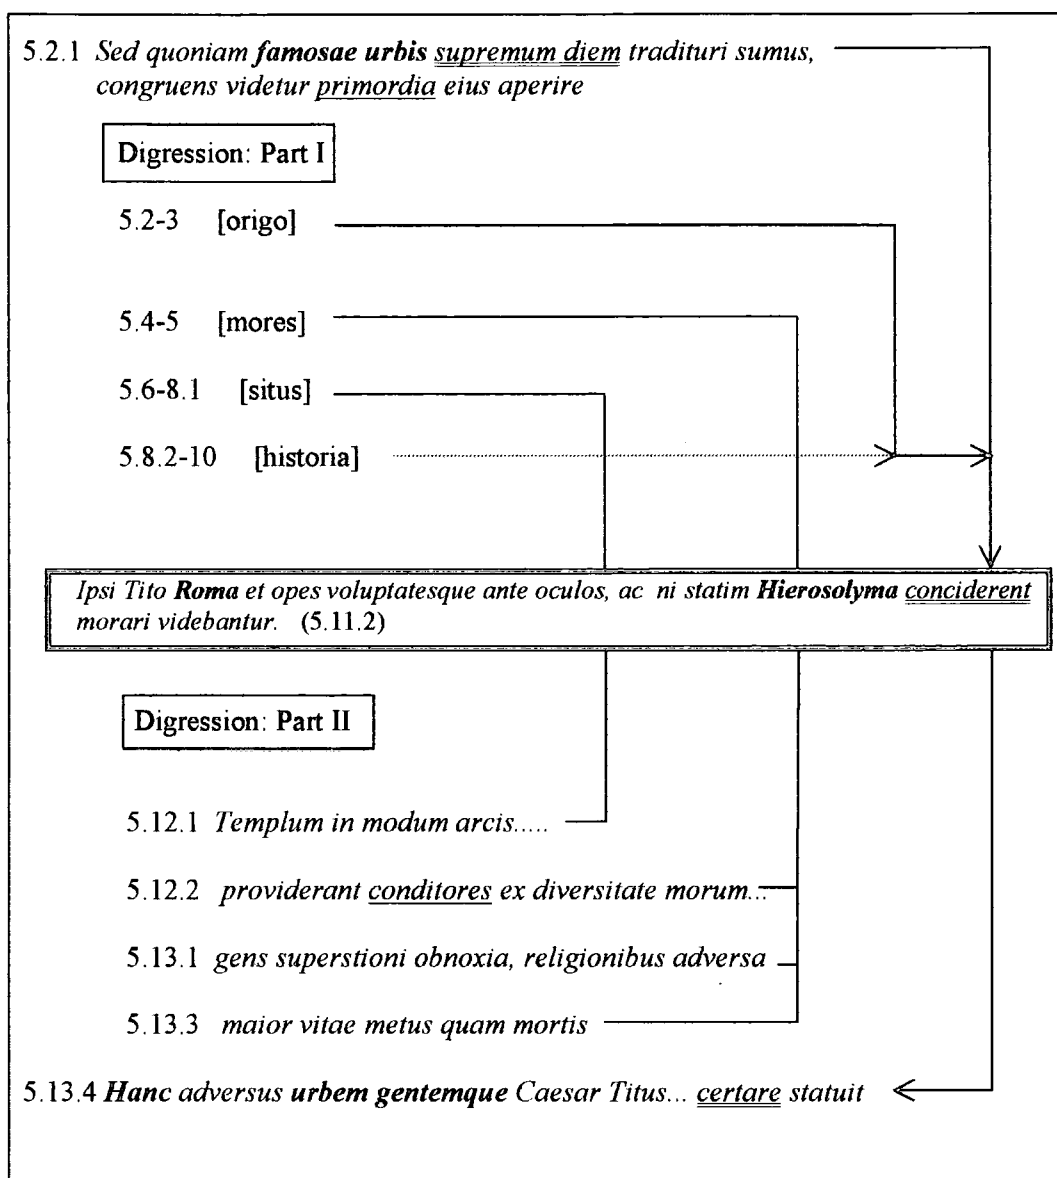 5.2.1 Sed quoniam famosae urbis supremum diem tradituri sumus,
congruens videtur primordia eius aperire
Digression: Part I
5.2-3 [origo]
5.4-5 [mores]
5.6-8.1 [situs]
5.8.2-10 [historia]
Ipsi Tito Roma et opes voluptatesque ante oculos, ac ni statim Hierosolyma conciderent
morari videbantur. (5.11.2)
Digression: Part II
5.12.1 Templum in modum arcis.....
5.12.2 providerant conditores ex diversitate morum...
5.13.1 gens superstioni obnoxia, religionibus adversa
5.13.3 maior vitae metus quam mortis
5.13.4 Hanc adversus urbem gentemque Caesar Titus... certare statuit